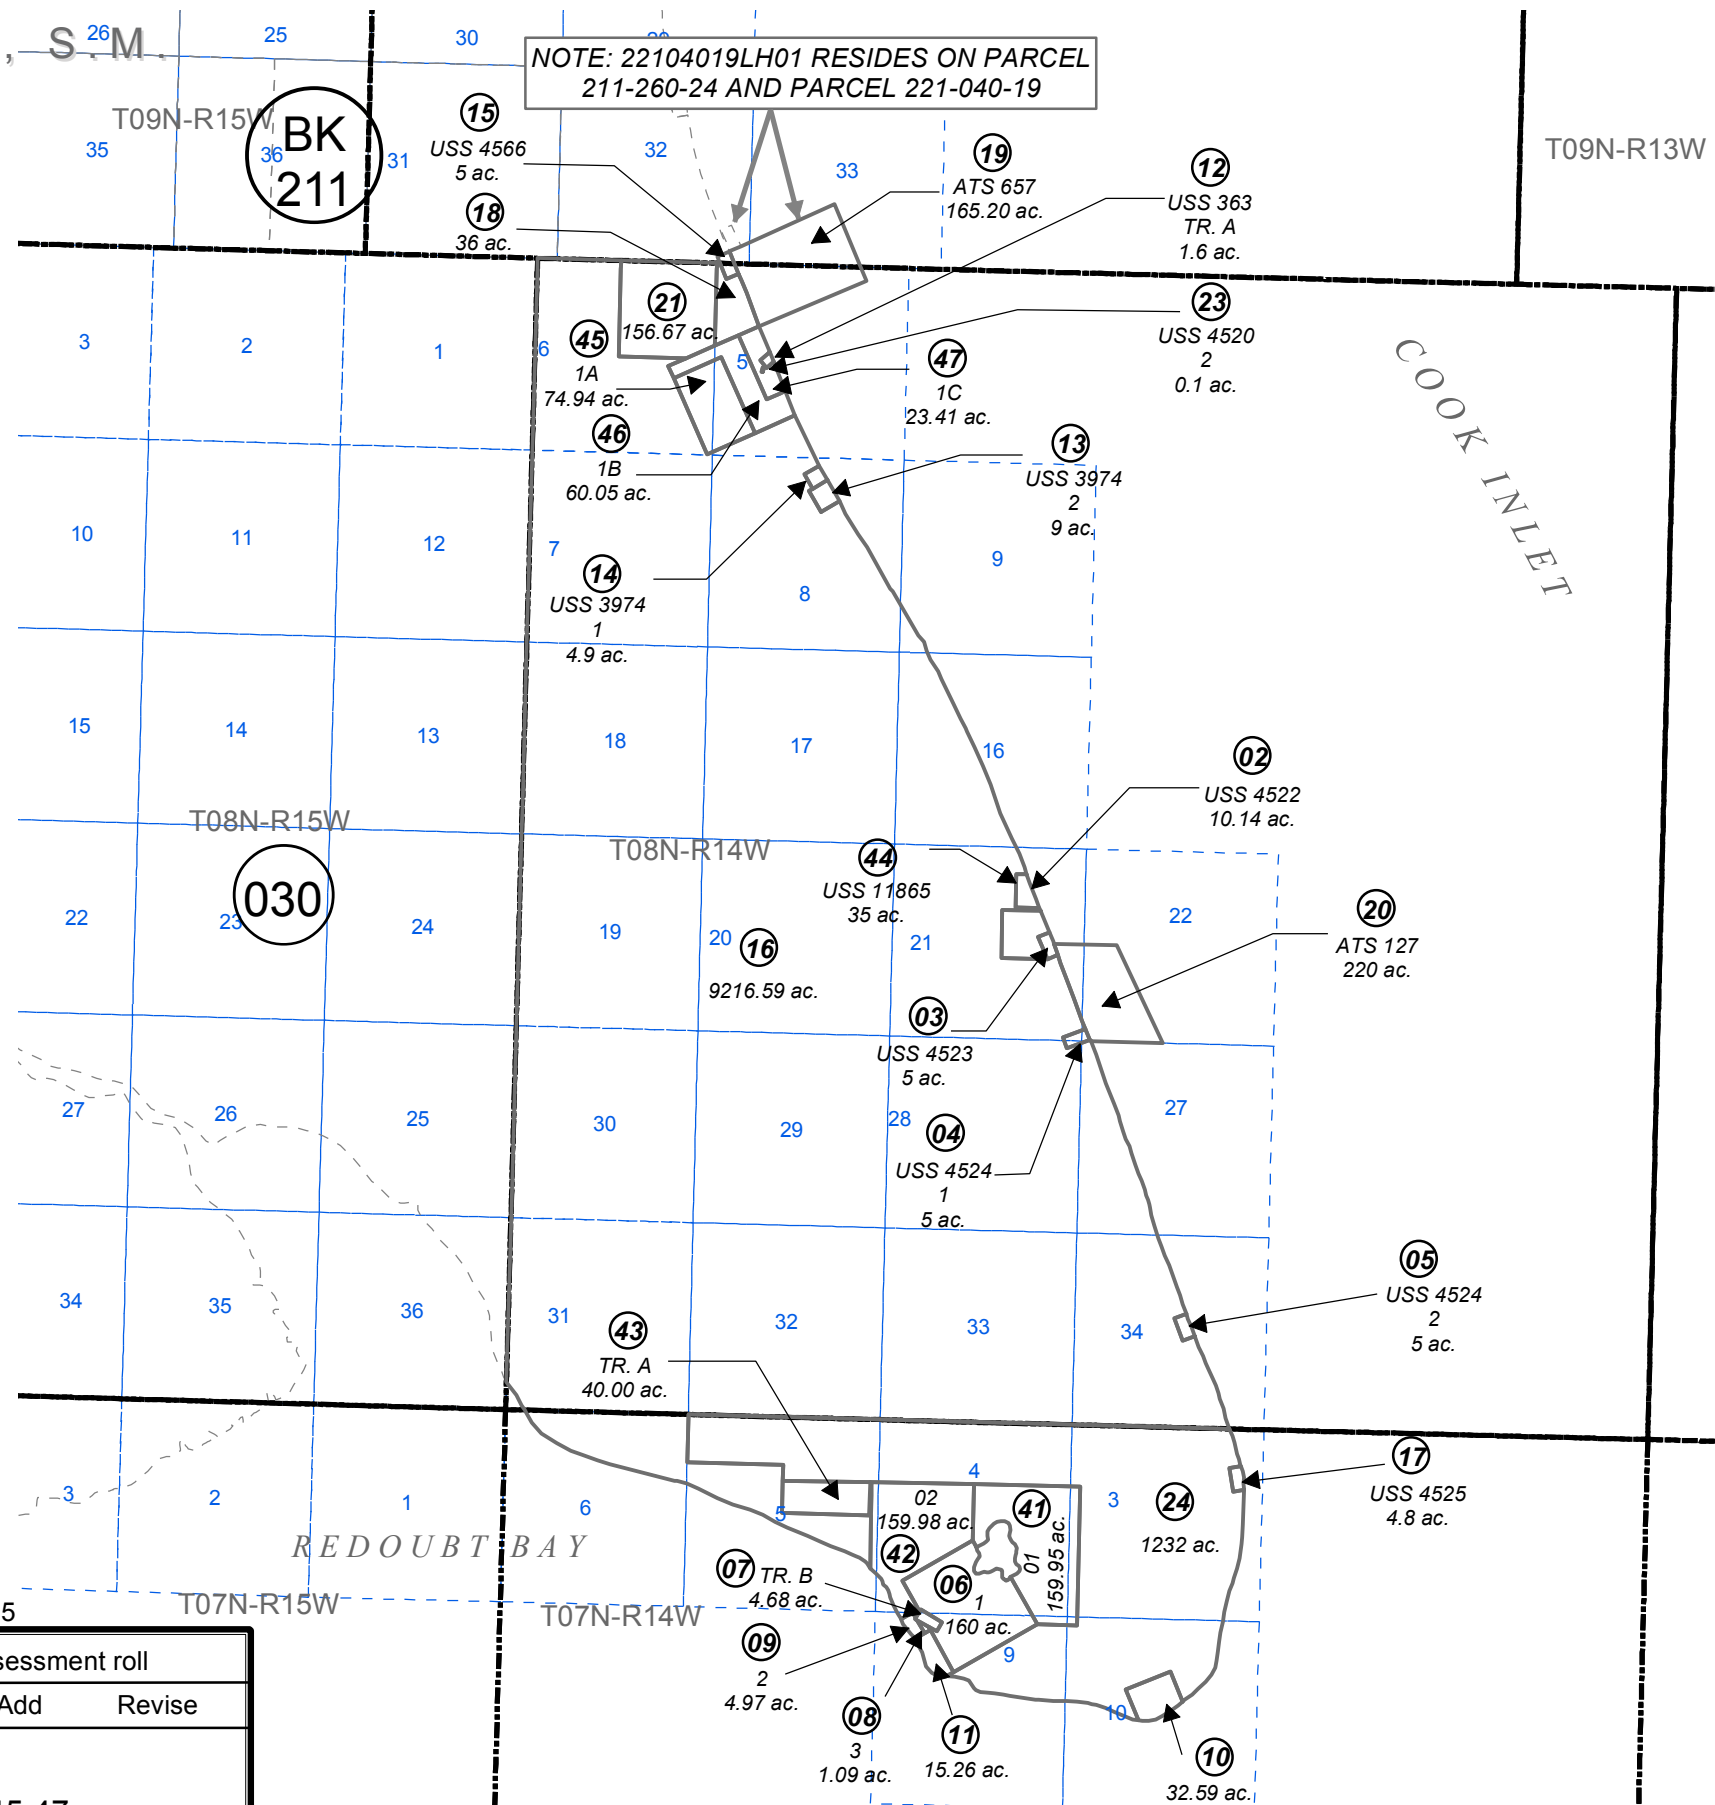 , S.M.
26
25
30
NOTE: 22104019LH01 RESIDES ON PARCEL
211-260-24 AND PARCEL 221-040-19
T09N-R15W
BK
211
35
36
31
32
33
T09N-R13W
15
USS 4566
5 ac.
18
36 ac.
19
ATS 657
165.20 ac.
12
USS 363
TR. A
1.6 ac.
21
156.67 ac.
23
USS 4520
2
0.1 ac.
45
1A
74.94 ac.
47
1C
23.41 ac.
3
2
1
6
5
COOK INLET
46
1B
60.05 ac.
13
USS 3974
2
9 ac.
10
11
12
7
8
9
14
USS 3974
1
4.9 ac.
15
14
13
18
17
16
02
USS 4522
10.14 ac.
T08N-R15W
030
T08N-R14W
44
USS 11865
35 ac.
22
23
24
19
20
21
22
16
9216.59 ac.
20
ATS 127
220 ac.
03
USS 4523
5 ac.
27
26
25
30
29
28
27
04
USS 4524
1
5 ac.
05
USS 4524
2
5 ac.
34
35
36
31
32
33
34
43
TR. A
40.00 ac.
17
USS 4525
4.8 ac.
3
2
1
6
5
4
3
02
159.98 ac.
41
01
159.95 ac.
24
1232 ac.
REDOUBT BAY
42
07
TR. B
4.68 ac.
06
1
160 ac.
T07N-R15W
T07N-R14W
5
sessment roll
Add Revise
09
2
4.97 ac.
9
10
08
3
1.09 ac.
11
15.26 ac.
10
32.59 ac.